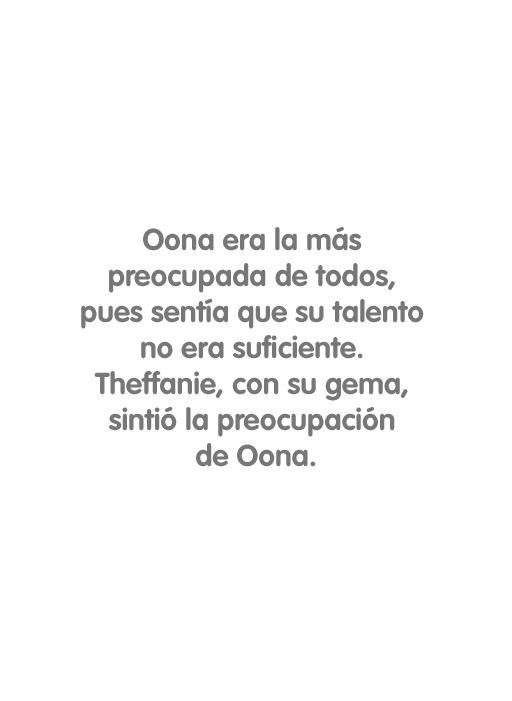 Oona era la más
preocupada de todos,
pues sentía que su talento
no era suficiente.
Theffanie, con su gema,
sintió la preocupación
de Oona.